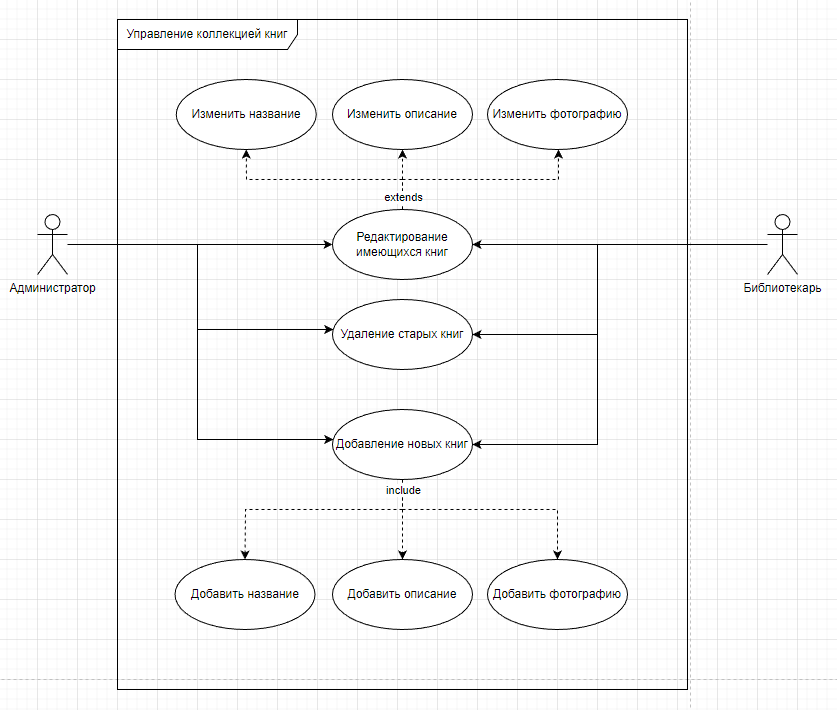 Управление коллекцией книг
Изменить название
Изменить описание
Изменить фотографию
extends
Редактирование
имеющихся книг
Администратор
Библиотекарь
Удаление старых книг
Добавление новых книг
include
Добавить название
Добавить описание
Добавить фотографию